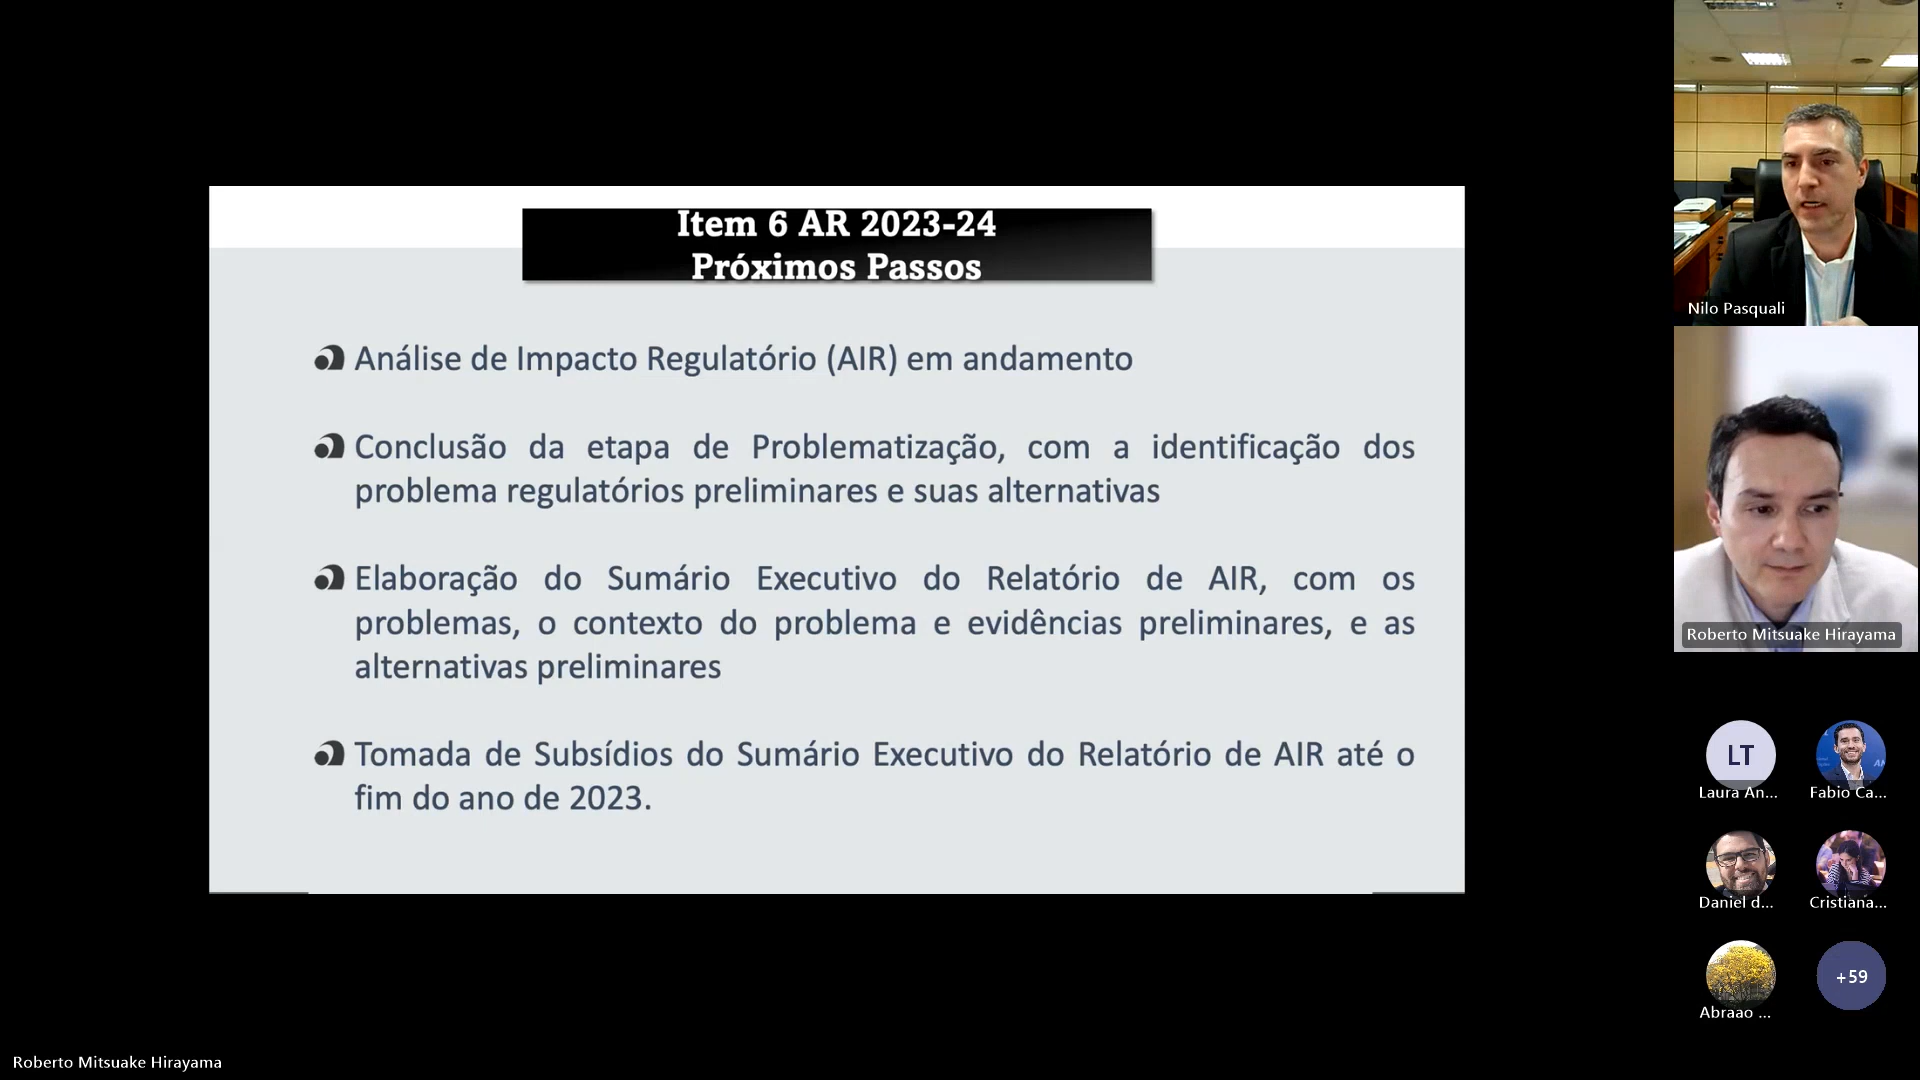 Item 6 AR 2023-24
Próximos Passos
Análise de Impacto Regulatório (AIR) em andamento
Conclusão da etapa de Problematização, com a identificação dos
problema regulatórios preliminares e suas alternativas
Elaboração do Sumário Executivo do Relatório de AIR, com os
problemas, o contexto do problema e evidências preliminares, e as
alternativas preliminares
Tomada de Subsídios do Sumário Executivo do Relatório de AIR até o
fim do ano de 2023.
Nilo Pasquali
Roberto Mitsuake Hirayama
LT
Laura An...
Fabio Ca...
Daniel d...
Cristiana...
Abraao ...
+59
Roberto Mitsuake Hirayama